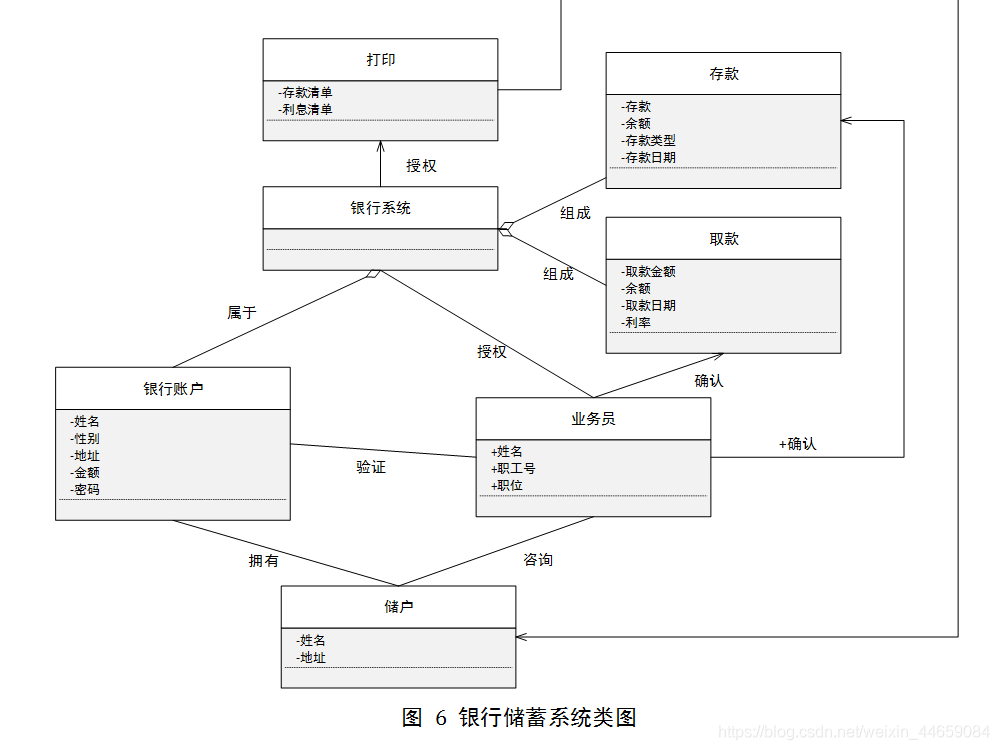 打印
-存款清单
-利息清单
存款
-存款
-余额
-存款类型
-存款日期
授权
银行系统
组成
取款
-取款金额
-余额
-取款日期
-利率
组成
属于
授权
确认
银行账户
-姓名
-性别
-地址
-金额
-密码
业务员
+姓名
+职工号
+职位
+确认
验证
拥有
咨询
储户
-姓名
-地址
图 6 银行储蓄系统类图
https://blog.csdn.net/weixin_44659084